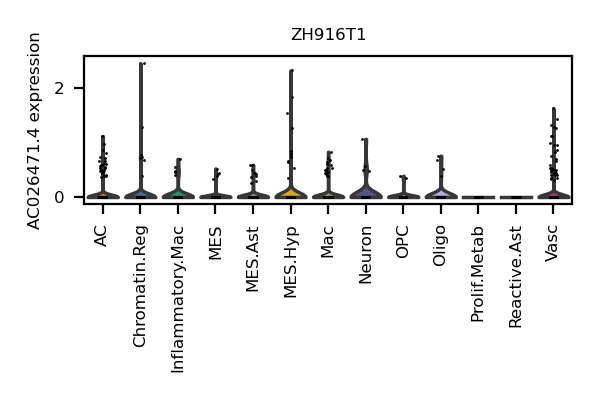 ZH916T1
AC026471.4 expression
2
0
AC
Chromatin.Reg
Inflammatory.Mac
MES
MES.Ast
MES.Hyp
Mac
Neuron
OPC
Oligo
Prolif.Metab
Reactive.Ast
Vasc